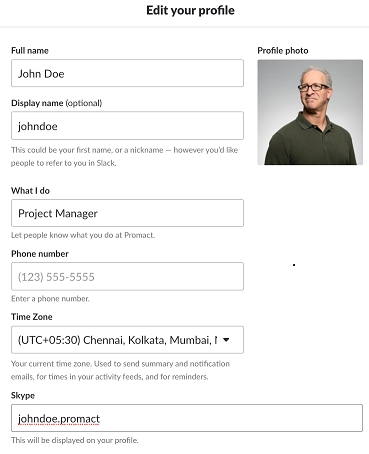 Edit your profile
Full name
Profile photo
John Doe
Display name (optional)
johndoe
This could be your first name, or a nickname — however you'd like
people to refer to you in Slack.
What I do
Project Manager
Let people know what you do at Promact.
Phone number
(123) 555-5555
Enter a phone number.
Time Zone
(UTC+05:30) Chennai, Kolkata, Mumbai,
Your current time zone. Used to send summary and notification
emails, for times in your activity feeds, and for reminders.
Skype
johndoe.promact
This will be displayed on your profile.